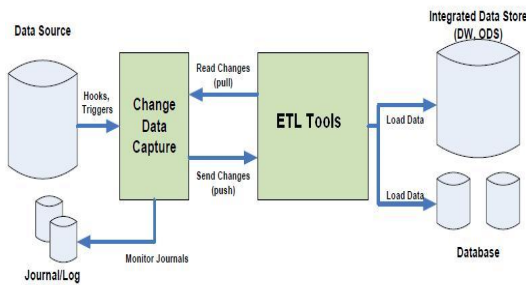 Data Source
Hooks,
Triggers
Journal/Log
Change
Data
Capture
Monitor Journals
Read Changes
(pull)
Send Changes
(push)
ETL Tools
Load Data
Load Data
Integrated Data Store
(DW, ODS)
Database